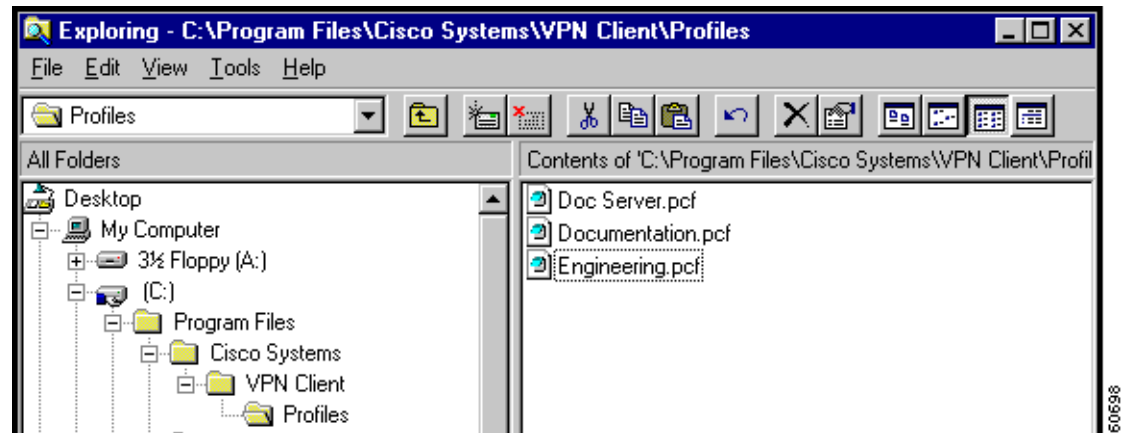 Exploring - C:\Program Files\Cisco Systems\VPN Client\Profiles
File Edit View Tools Help
Profiles
All Folders
Contents of 'C:\Program Files\Cisco Systems\VPN Client\Profil
Desktop
My Computer
3½ Floppy (A:)
(C:)
Program Files
Cisco Systems
VPN Client
Profiles
Doc Server.pcf
Documentation.pcf
Engineering.pcf
60698